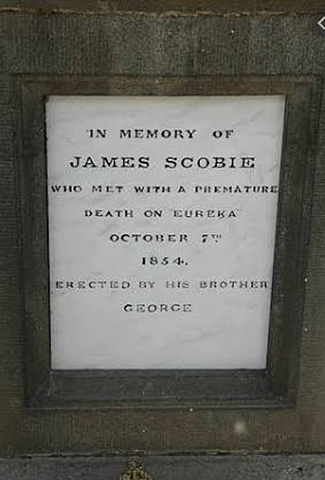 IN MEMORY OF
JAMES SCOBIE
WHO MET WITH A PREMATURE
DEATH ON EUREKA
OCTOBER 7TH
1854.
ERECTED BY HIS BROTHER
GEORGE